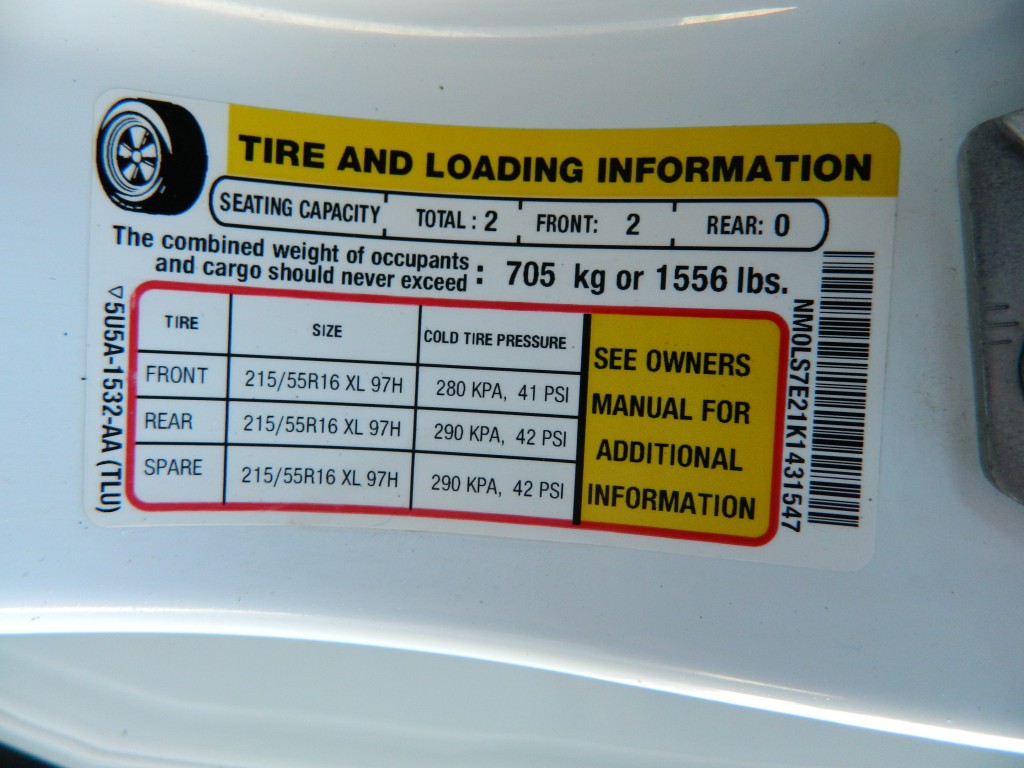 TIRE AND LOADING INFORMATION
SEATING CAPACITY TOTAL : 2 FRONT: 2 REAR: 0
The combined weight of occupants
and cargo should never exceed : 705 kg or 1556 lbs.
TIRE SIZE COLD TIRE PRESSURE
FRONT 215/55R16 XL 97H 280 KPA, 41 PSI
REAR 215/55R16 XL 97H 290 KPA, 42 PSI
SPARE 215/55R16 XL 97H 290 KPA, 42 PSI
SEE OWNERS
MANUAL FOR
ADDITIONAL
INFORMATION
5U5A-1532-AA (TLU)
NM0LS7E21K1431547